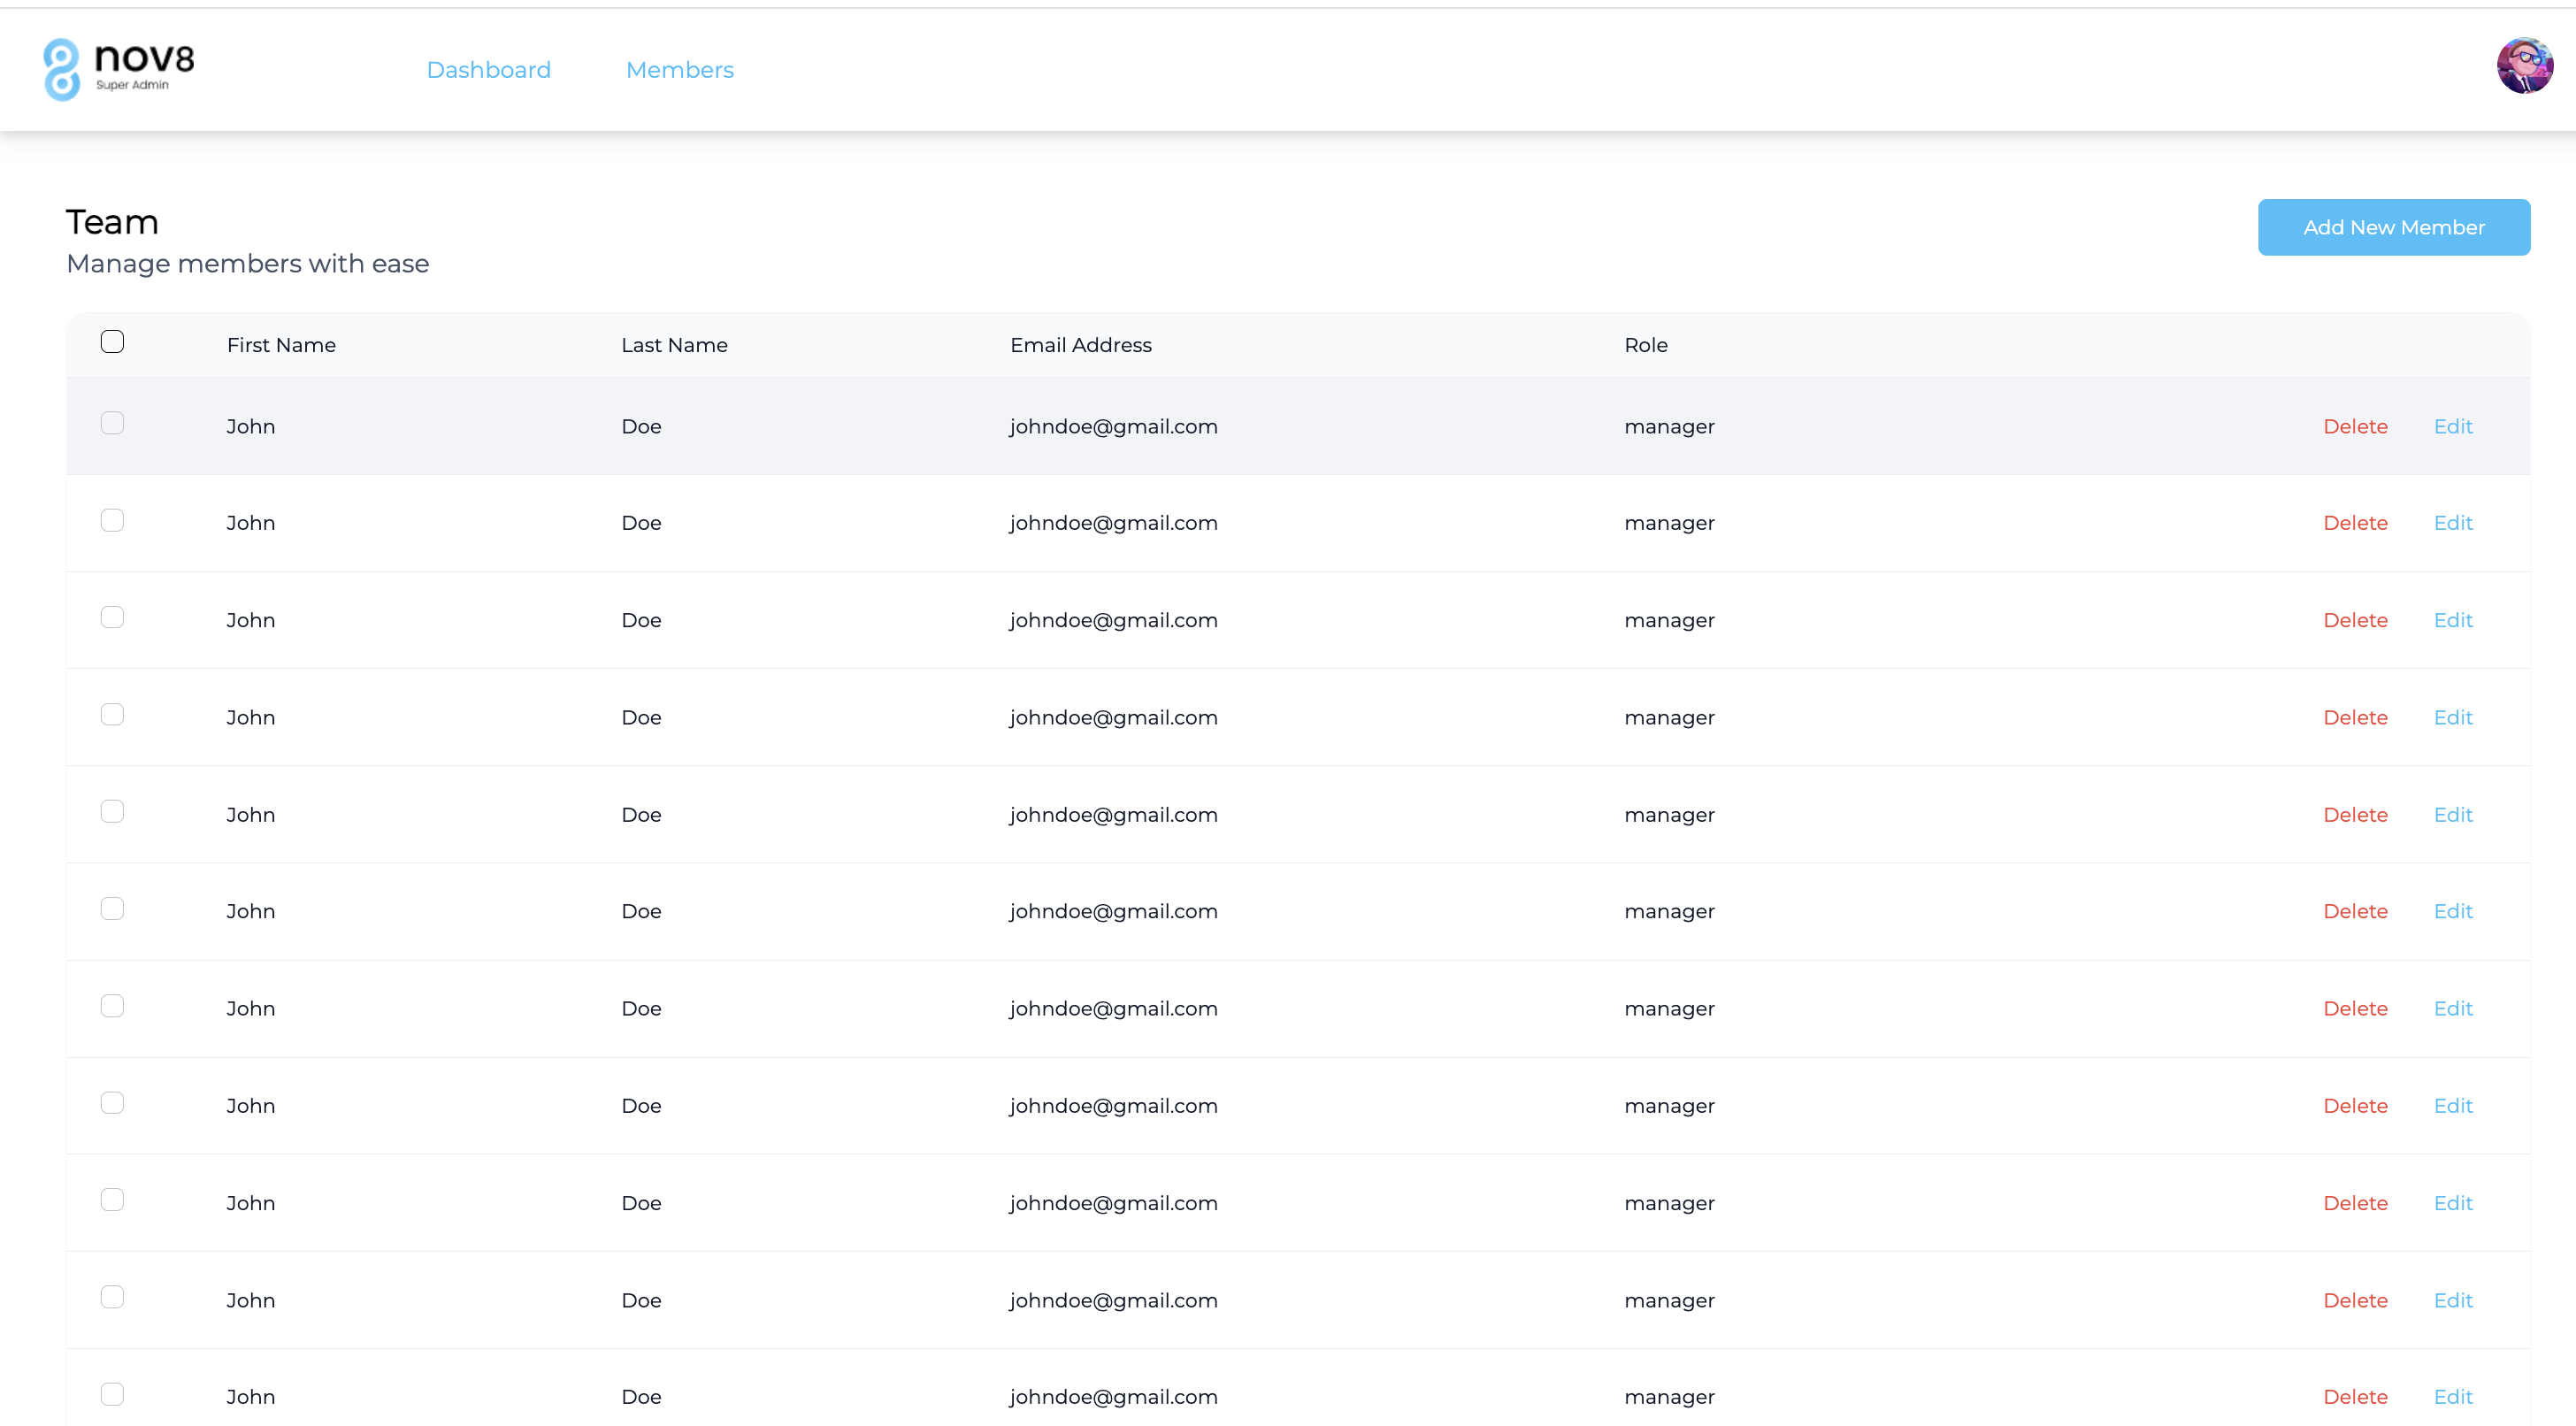 nov8
Super Admin
Dashboard Members
Team
Manage members with ease
Add New Member
First Name Last Name Email Address Role
John Doe johndoe@gmail.com manager Delete Edit
John Doe johndoe@gmail.com manager Delete Edit
John Doe johndoe@gmail.com manager Delete Edit
John Doe johndoe@gmail.com manager Delete Edit
John Doe johndoe@gmail.com manager Delete Edit
John Doe johndoe@gmail.com manager Delete Edit
John Doe johndoe@gmail.com manager Delete Edit
John Doe johndoe@gmail.com manager Delete Edit
John Doe johndoe@gmail.com manager Delete Edit
John Doe johndoe@gmail.com manager Delete Edit
John Doe johndoe@gmail.com manager Delete Edit